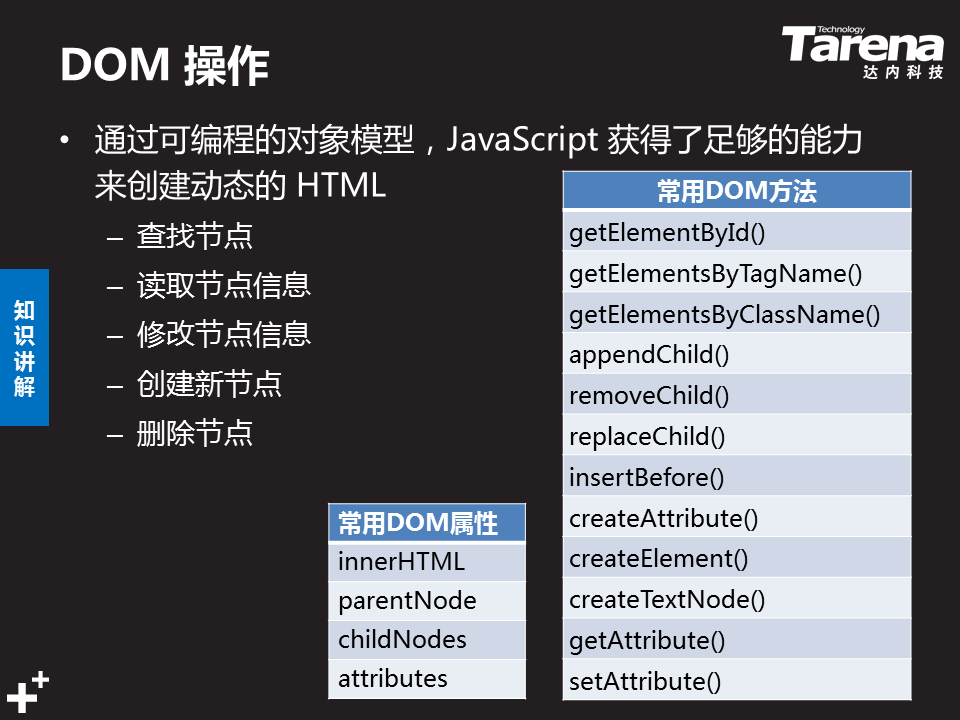 DOM 操作
Technology
Tarena
达内科技
• 通过可编程的对象模型，JavaScript 获得了足够的能力
来创建动态的 HTML
– 查找节点
– 读取节点信息
– 修改节点信息
– 创建新节点
– 删除节点
知
识
讲
解
常用DOM属性
innerHTML
parentNode
childNodes
attributes
常用DOM方法
getElementById()
getElementsByTagName()
getElementsByClassName()
appendChild()
removeChild()
replaceChild()
insertBefore()
createAttribute()
createElement()
createTextNode()
getAttribute()
setAttribute()